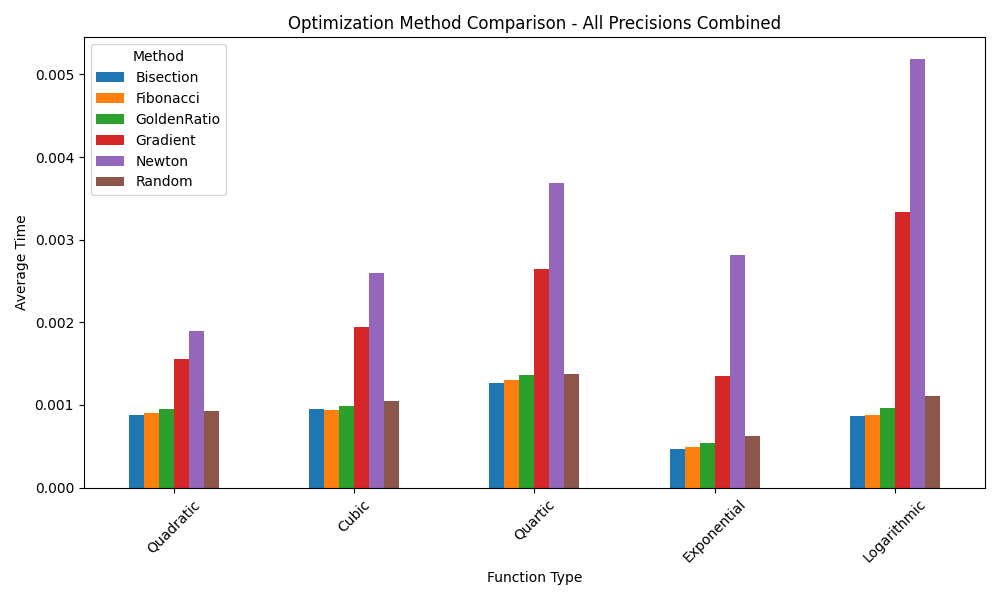 Optimization Method Comparison - All Precisions Combined
Method
Bisection
Fibonacci
GoldenRatio
Gradient
Newton
Random
0.005
0.004
0.003
0.002
0.001
0.000
Average Time
Quadratic
Cubic
Quartic
Exponential
Logarithmic
Function Type